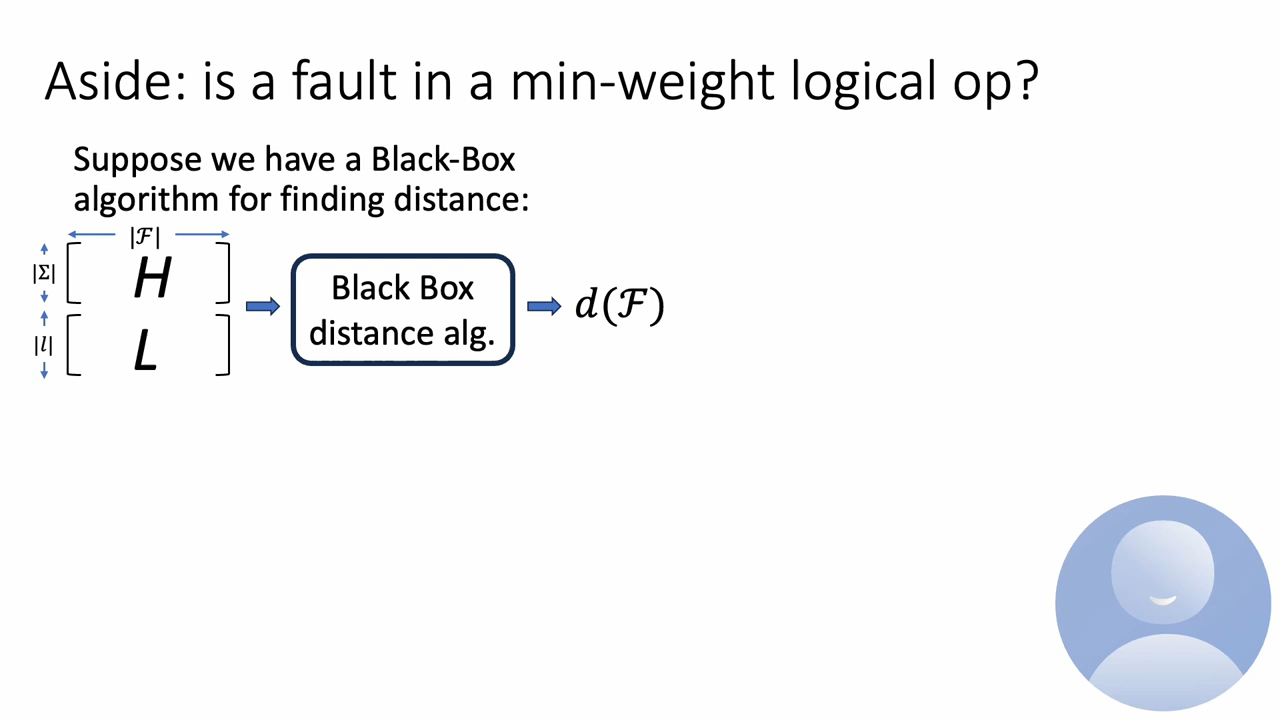 Aside: is a fault in a min-weight logical op?
Suppose we have a Black-Box
algorithm for finding distance:
|ℱ|
|Σ|
H
|l|
L
Black Box
distance alg.
d(ℱ)